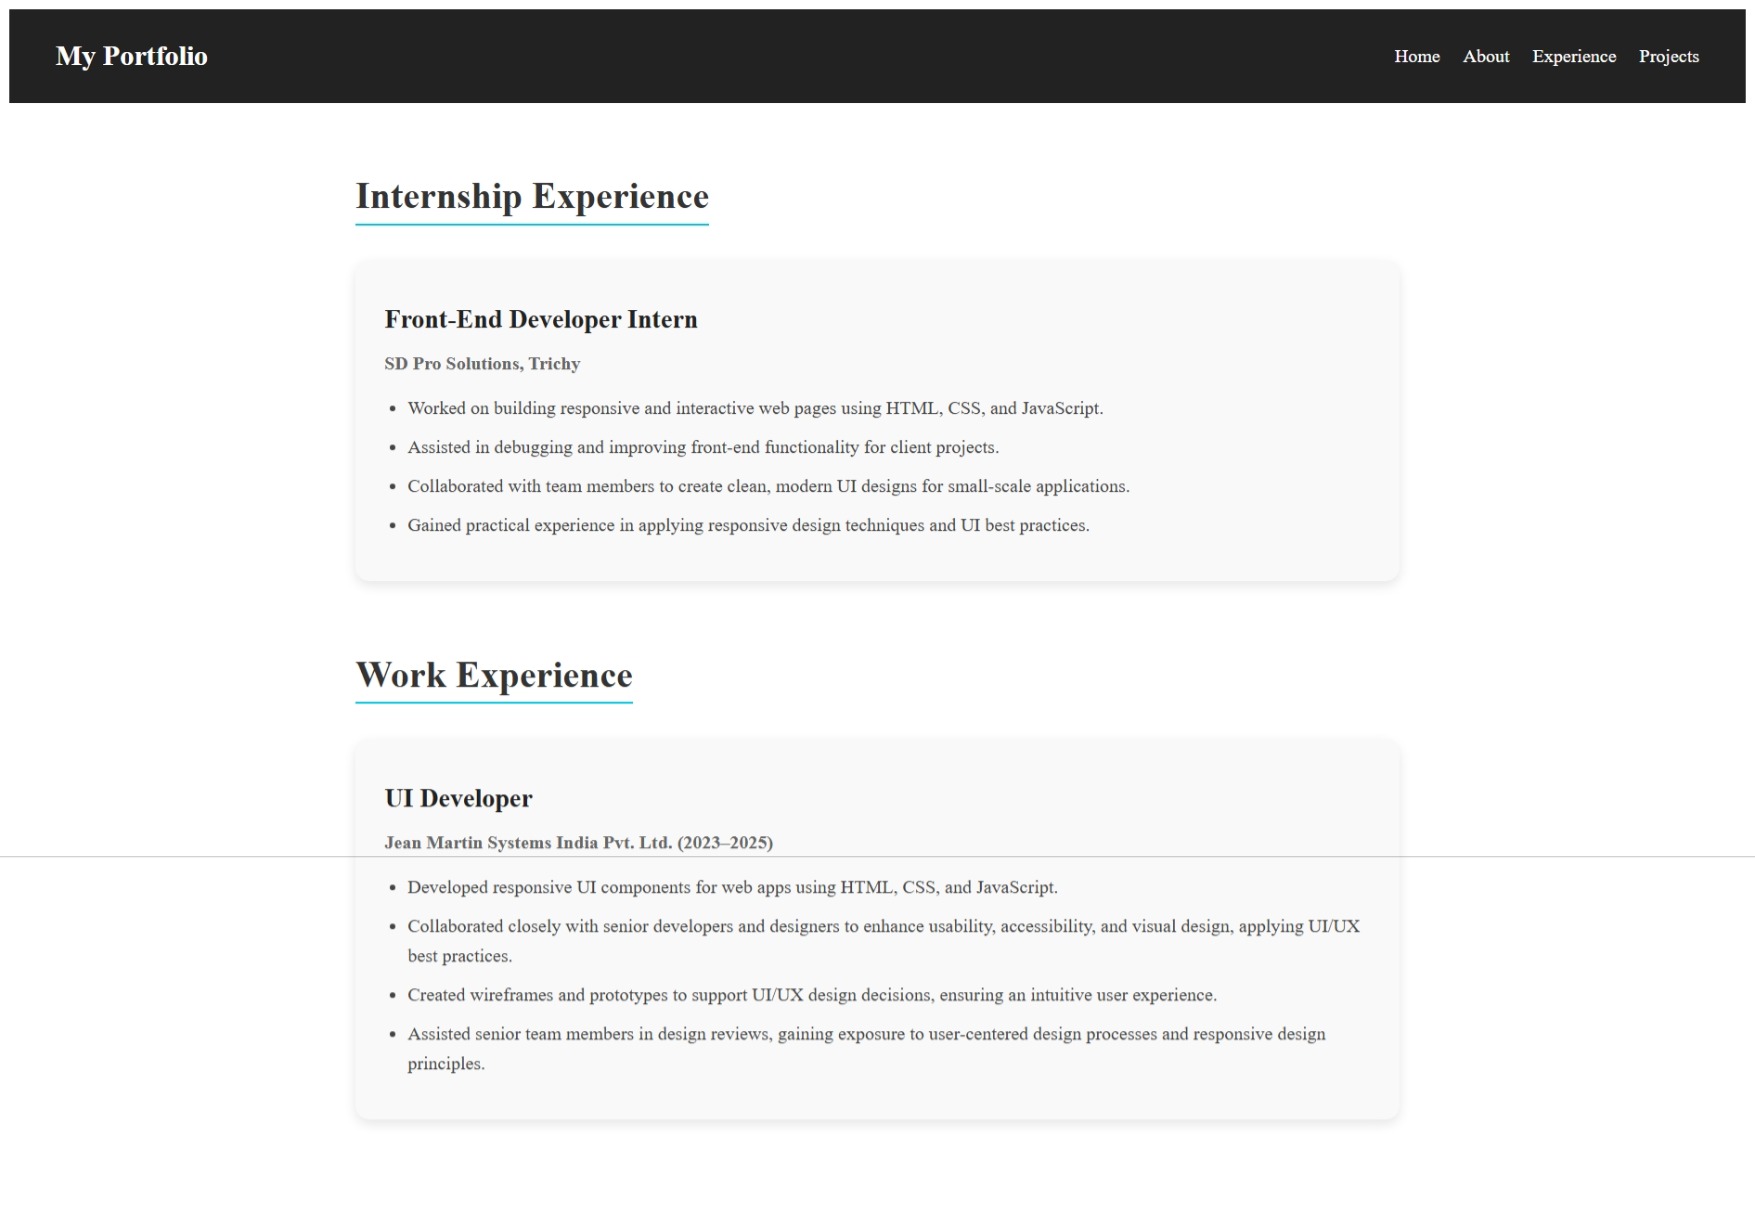 My Portfolio
Home About Experience Projects
Internship Experience
Front-End Developer Intern
SD Pro Solutions, Trichy
• Worked on building responsive and interactive web pages using HTML, CSS, and JavaScript.
• Assisted in debugging and improving front-end functionality for client projects.
• Collaborated with team members to create clean, modern UI designs for small-scale applications.
• Gained practical experience in applying responsive design techniques and UI best practices.
Work Experience
UI Developer
Jean Martin Systems India Pvt. Ltd. (2023–2025)
• Developed responsive UI components for web apps using HTML, CSS, and JavaScript.
• Collaborated closely with senior developers and designers to enhance usability, accessibility, and visual design, applying UI/UX
best practices.
• Created wireframes and prototypes to support UI/UX design decisions, ensuring an intuitive user experience.
• Assisted senior team members in design reviews, gaining exposure to user-centered design processes and responsive design
principles.